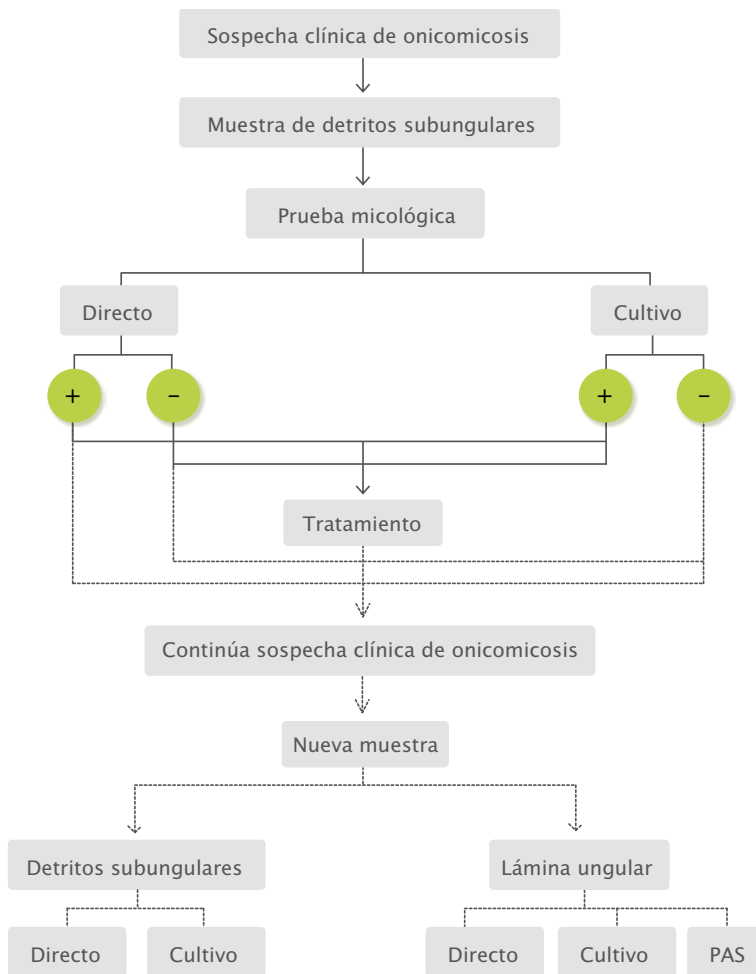 Sospecha clínica de onicomicosis
Muestra de detritos subungulares
Prueba micológica
Directo
Cultivo
+
-
+
-
Tratamiento
Continúa sospecha clínica de onicomicosis
Nueva muestra
Detritos subungulares
Lámina ungular
Directo
Cultivo
Directo
Cultivo
PAS